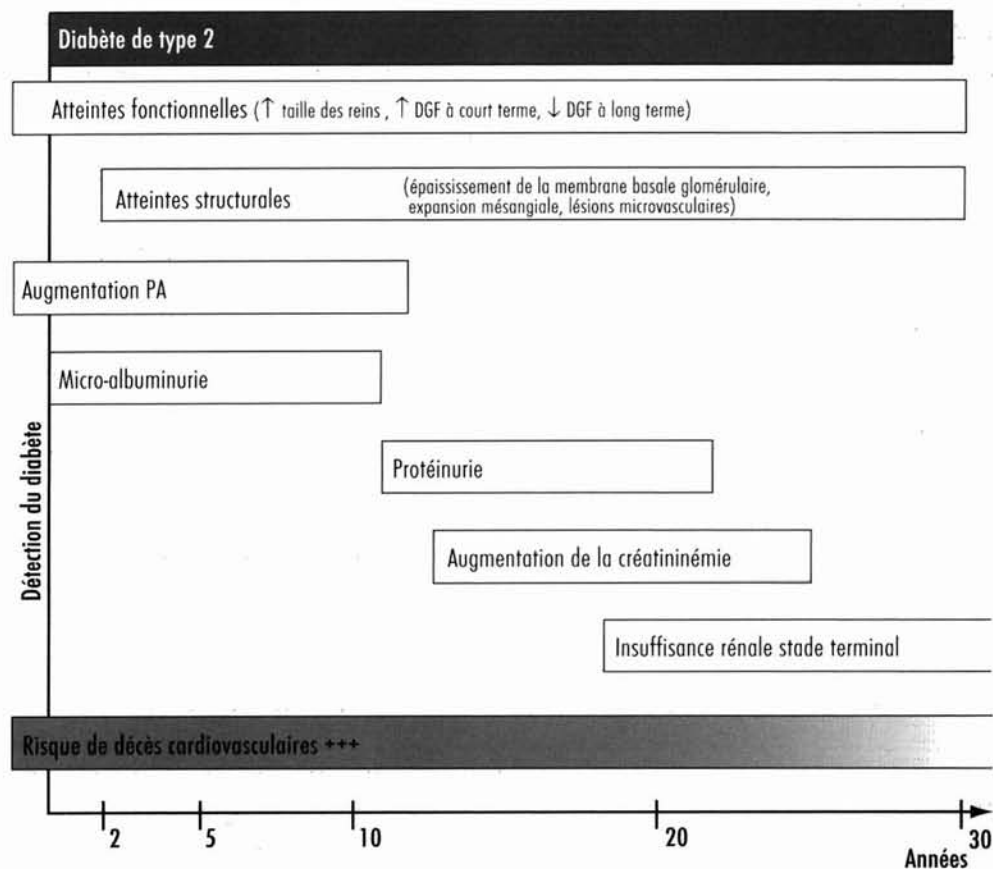 Diabète de type 2
Atteintes fonctionnelles (↑ taille des reins , ↑ DGF à court terme, ↓ DGF à long terme)
Atteintes structurales (épaississement de la membrane basale glomérulaire,
expansion mésangiale, lésions microvasculaires)
Augmentation PA
Micro-albuminurie
Protéinurie
Augmentation de la créatininémie
Insuffisance rénale stade terminal
Risque de décès cardiovasculaires +++
Détection du diabète
2 5 10 20 30
Années